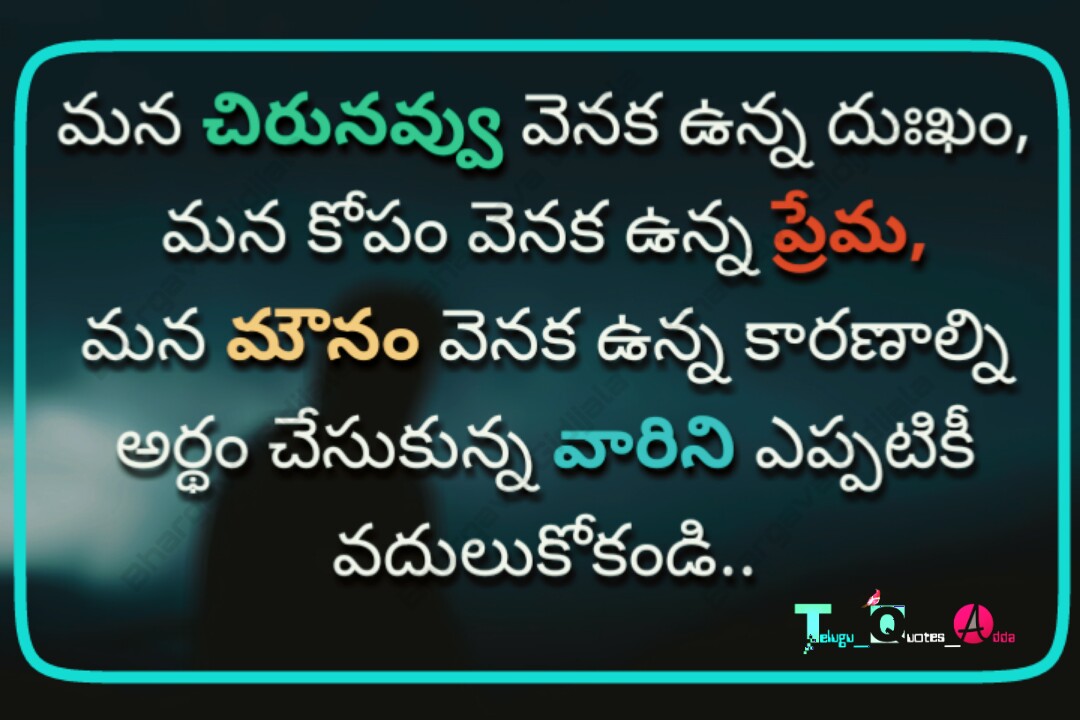 మన చిరునవ్వు వెనక ఉన్న దుఃఖం,
మన కోపం వెనక ఉన్న ప్రేమ,
మన మౌనం వెనక ఉన్న కారణాల్ని
అర్థం చేసుకున్న వారిని ఎప్పటికీ
వదులుకోకండి..
Telugu_Quotes_Adda